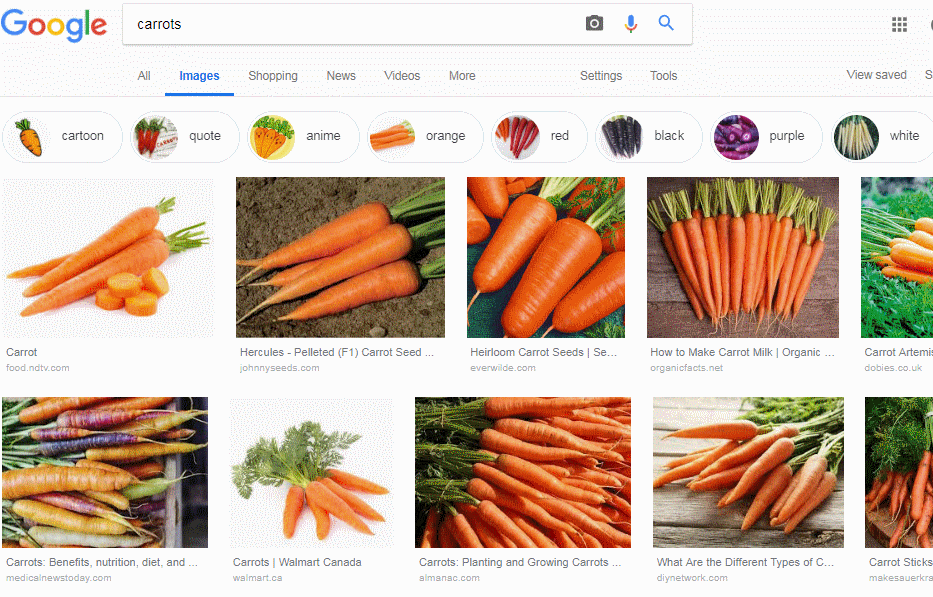 Google carrots
All Images Shopping News Videos More Settings Tools View saved S
cartoon quote anime orange red black purple white
Carrot Hercules - Pelleted (F1) Carrot Seed ... Heirloom Carrot Seeds | Se... How to Make Carrot Milk | Organic ... Carrot Artemis
food.ndtv.com johnnyseeds.com everwilde.com organicfacts.net dobies.co.uk
Carrots: Benefits, nutrition, diet, and ... Carrots | Walmart Canada Carrots: Planting and Growing Carrots ... What Are the Different Types of C... Carrot Sticks
medicalnewstoday.com walmart.ca almanac.com diynetwork.com makesauerkra